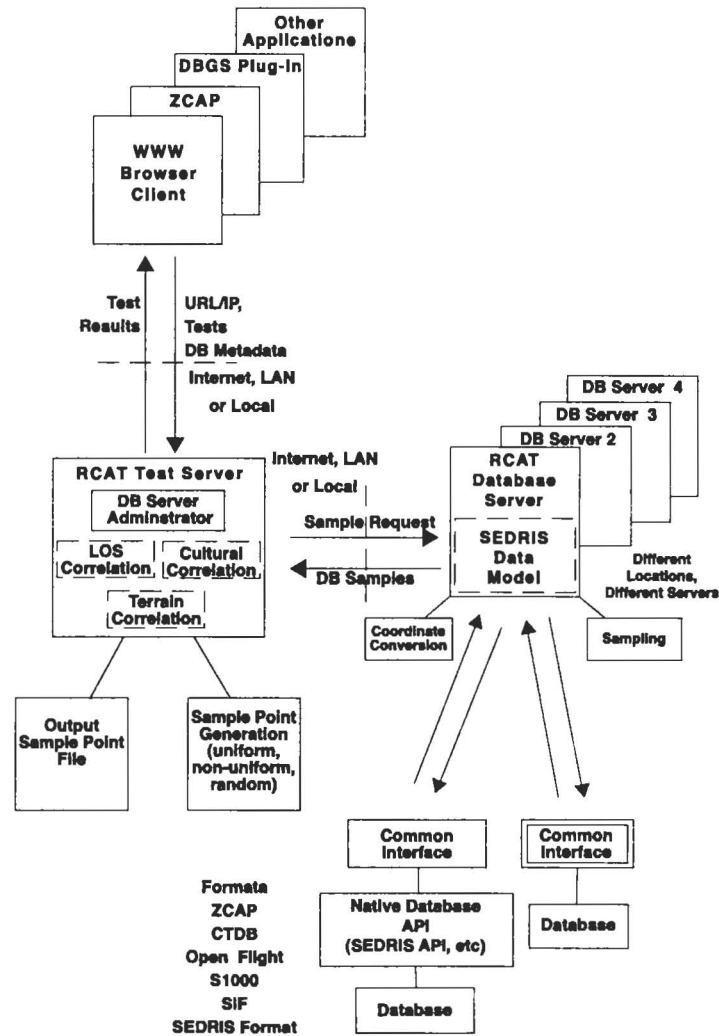 Other
Applicatione
DBGS Plug-In
ZCAP
WWW
Browser
Client
Test
Results
URL/IP,
Tests
DB Metadata
Internet, LAN
or Local
RCAT Test Server
DB Server
Adminstrator
LOS
Correlation
Cultural
Correlation
Terrain
Correlation
Output
Sample Point
File
Sample Point
Generation
(uniform,
non-uniform,
random)
Internet, LAN
or Local
Sample Request
DB Samples
DB Server 4
DB Server 3
DB Server 2
RCAT
Database
Server
SEDRIS
Data
Model
Different
Locations,
Different Servers
Coordinate
Conversion
Sampling
Common
Interface
Common
Interface
Native Database
API
(SEDRIS API, etc)
Database
Database
Formata
ZCAP
CTDB
Open Flight
S1000
SIF
SEDRIS Format